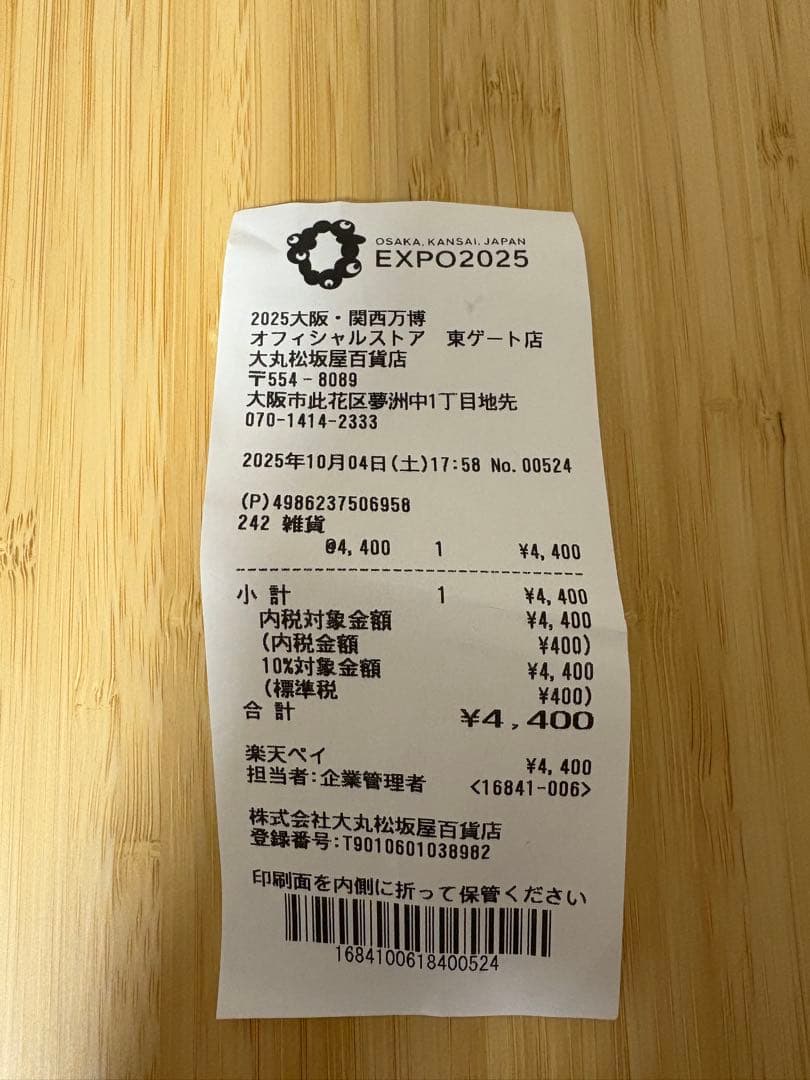 OSAKA, KANSAI, JAPAN
EXPO2025
2025大阪・関西万博
オフィシャルストア 東ゲート店
大丸松坂屋百貨店
〒554-8089
大阪市此花区夢洲中1丁目地先
070-1414-2333
2025年10月04日(土)17:58 No.00524
(P)4986237506958
242 雑貨
@4,400 1 ¥4,400
小 計 1 ¥4,400
内税対象金額 ¥4,400
(内税金額 ¥400)
10%対象金額 ¥4,400
(標準税 ¥400)
合 計 ¥4,400
楽天ペイ ¥4,400
担当者:企業管理者 <16841-006>
株式会社大丸松坂屋百貨店
登録番号:T9010601038982
印刷面を内側に折って保管ください
1684100618400524